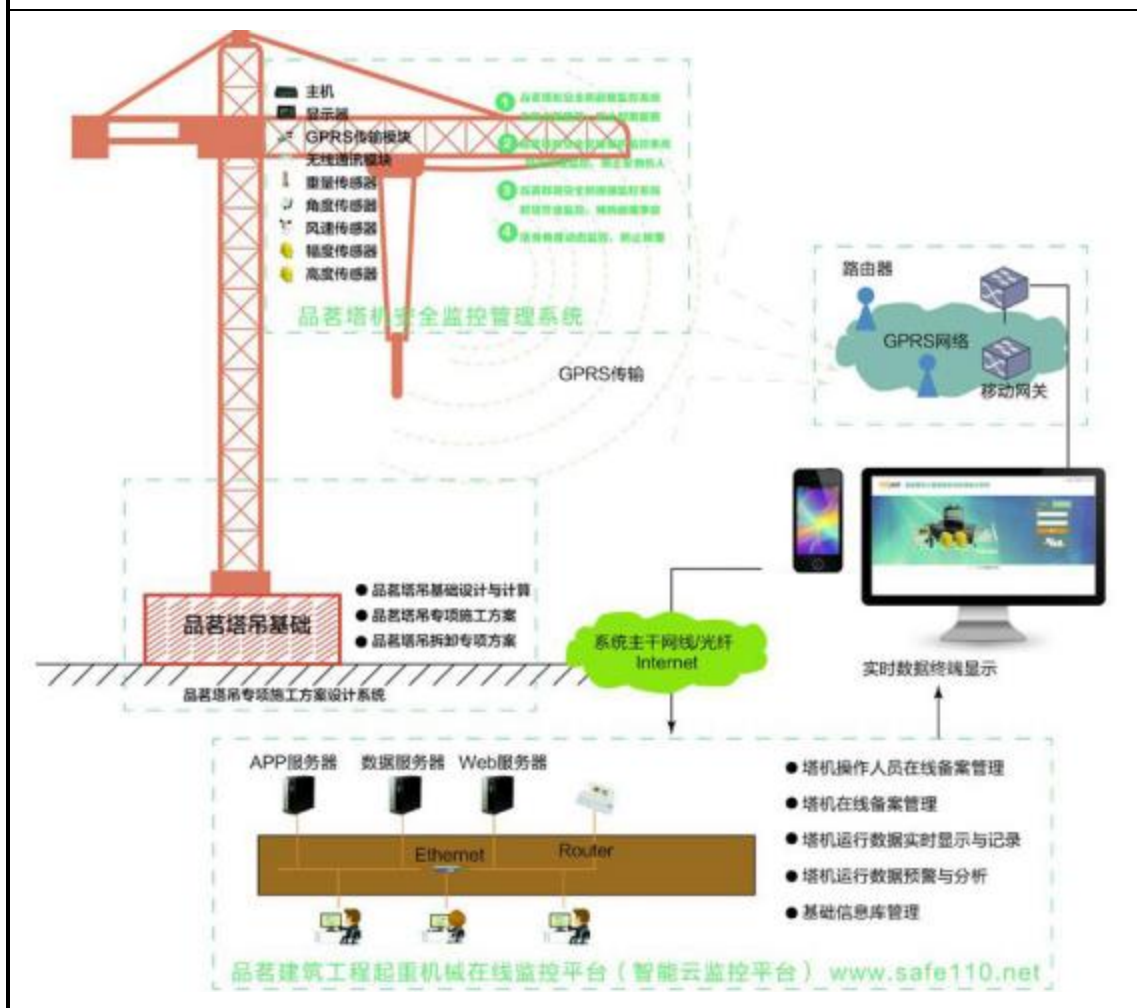 主机
显示器
GPRS传输模块
无线通讯模块
重量传感器
角度传感器
风速传感器
幅度传感器
高度传感器
1
2
3
4
品茗塔机安全监控管理系统
GPRS传输
路由器
GPRS网络
移动网关
品茗塔吊基础
● 品茗塔吊基础设计与计算
● 品茗塔吊专项施工方案
● 品茗塔吊拆卸专项方案
品茗塔吊专项施工方案设计系统
系统主干网线/光纤
Internet
实时数据终端显示
APP服务器
数据服务器
Web服务器
Ethernet
Router
● 塔机操作人员在线备案管理
● 塔机在线备案管理
● 塔机运行数据实时显示与记录
● 塔机运行数据预警与分析
● 基础信息库管理
品茗建筑工程起重机械在线监控平台（智能云监控平台）www.safe110.net